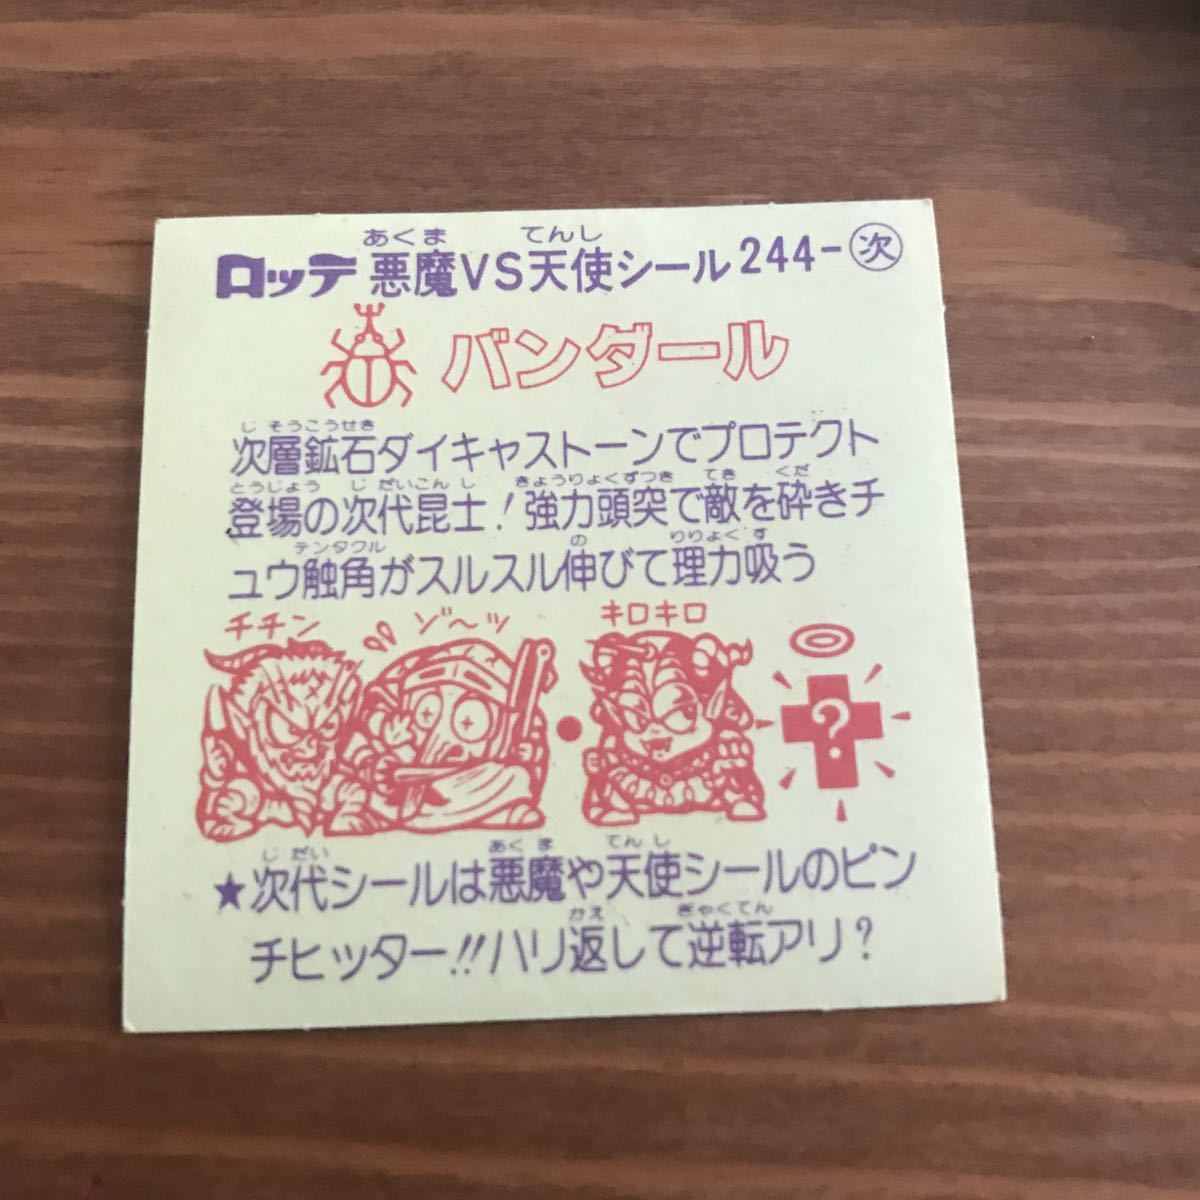 あくま てんし
ロッテ 悪魔VS天使シール 244-次
バンダール
じそうこうせき
次層鉱石ダイキャストーンでプロテクト
とうじょう じだいこんし きょうりょくずつき てき くだ
登場の次代昆士！強力頭突で敵を砕きチ
テンタクル の りりょくす
ュウ触角がスルスル伸びて理力吸う
チチン ゾ〜ッ キロキロ
?
じだい あくま てんし
★次代シールは悪魔や天使シールのピン
かえ ぎゃくてん
チヒッター!!ハリ返して逆転アリ？